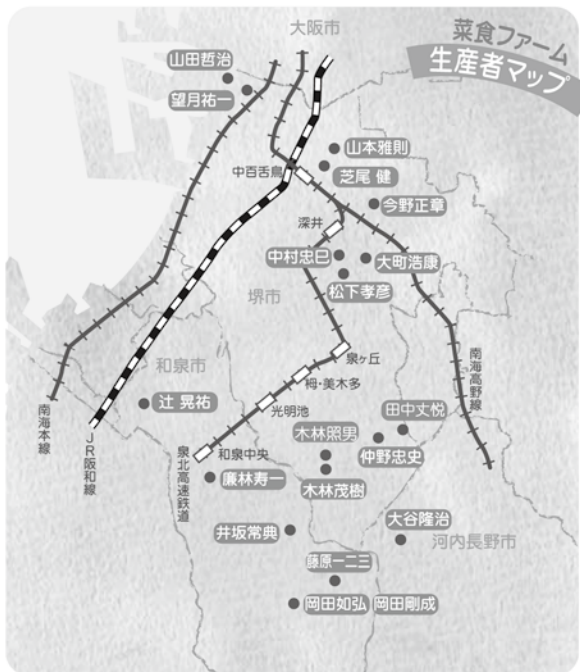 菜食ファーム
生産者マップ
大阪市
山田哲治
望月祐一
山本雅則
中百舌鳥
芝尾 健
今野正章
深井
中村忠巳
大町浩康
松下孝彦
堺市
泉ヶ丘
和泉市
栂・美木多
南海高野線
辻 晃祐
光明池
田中丈悦
南海本線
JR阪和線
木林照男
仲野忠史
和泉中央
泉北高速鉄道
廉林寿一
木林茂樹
大谷隆治
井坂常典
河内長野市
藤原一二三
岡田如弘 岡田剛成